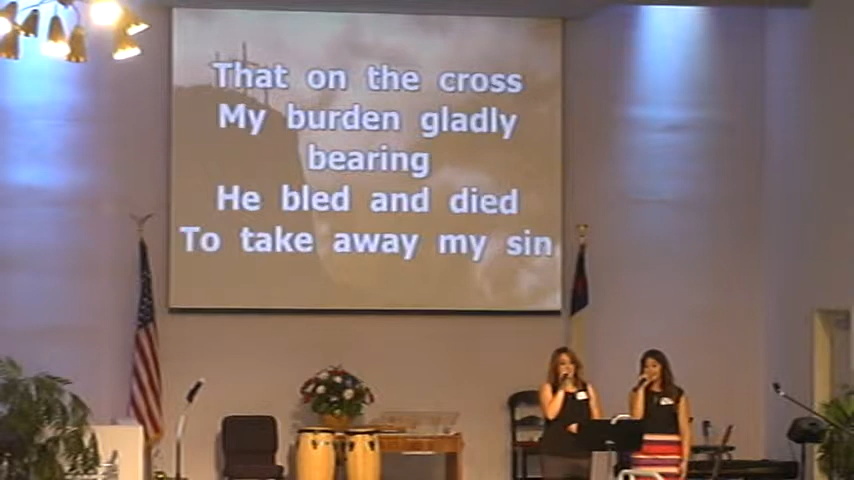 That on the cross
My burden gladly
bearing
He bled and died
To take away my sin